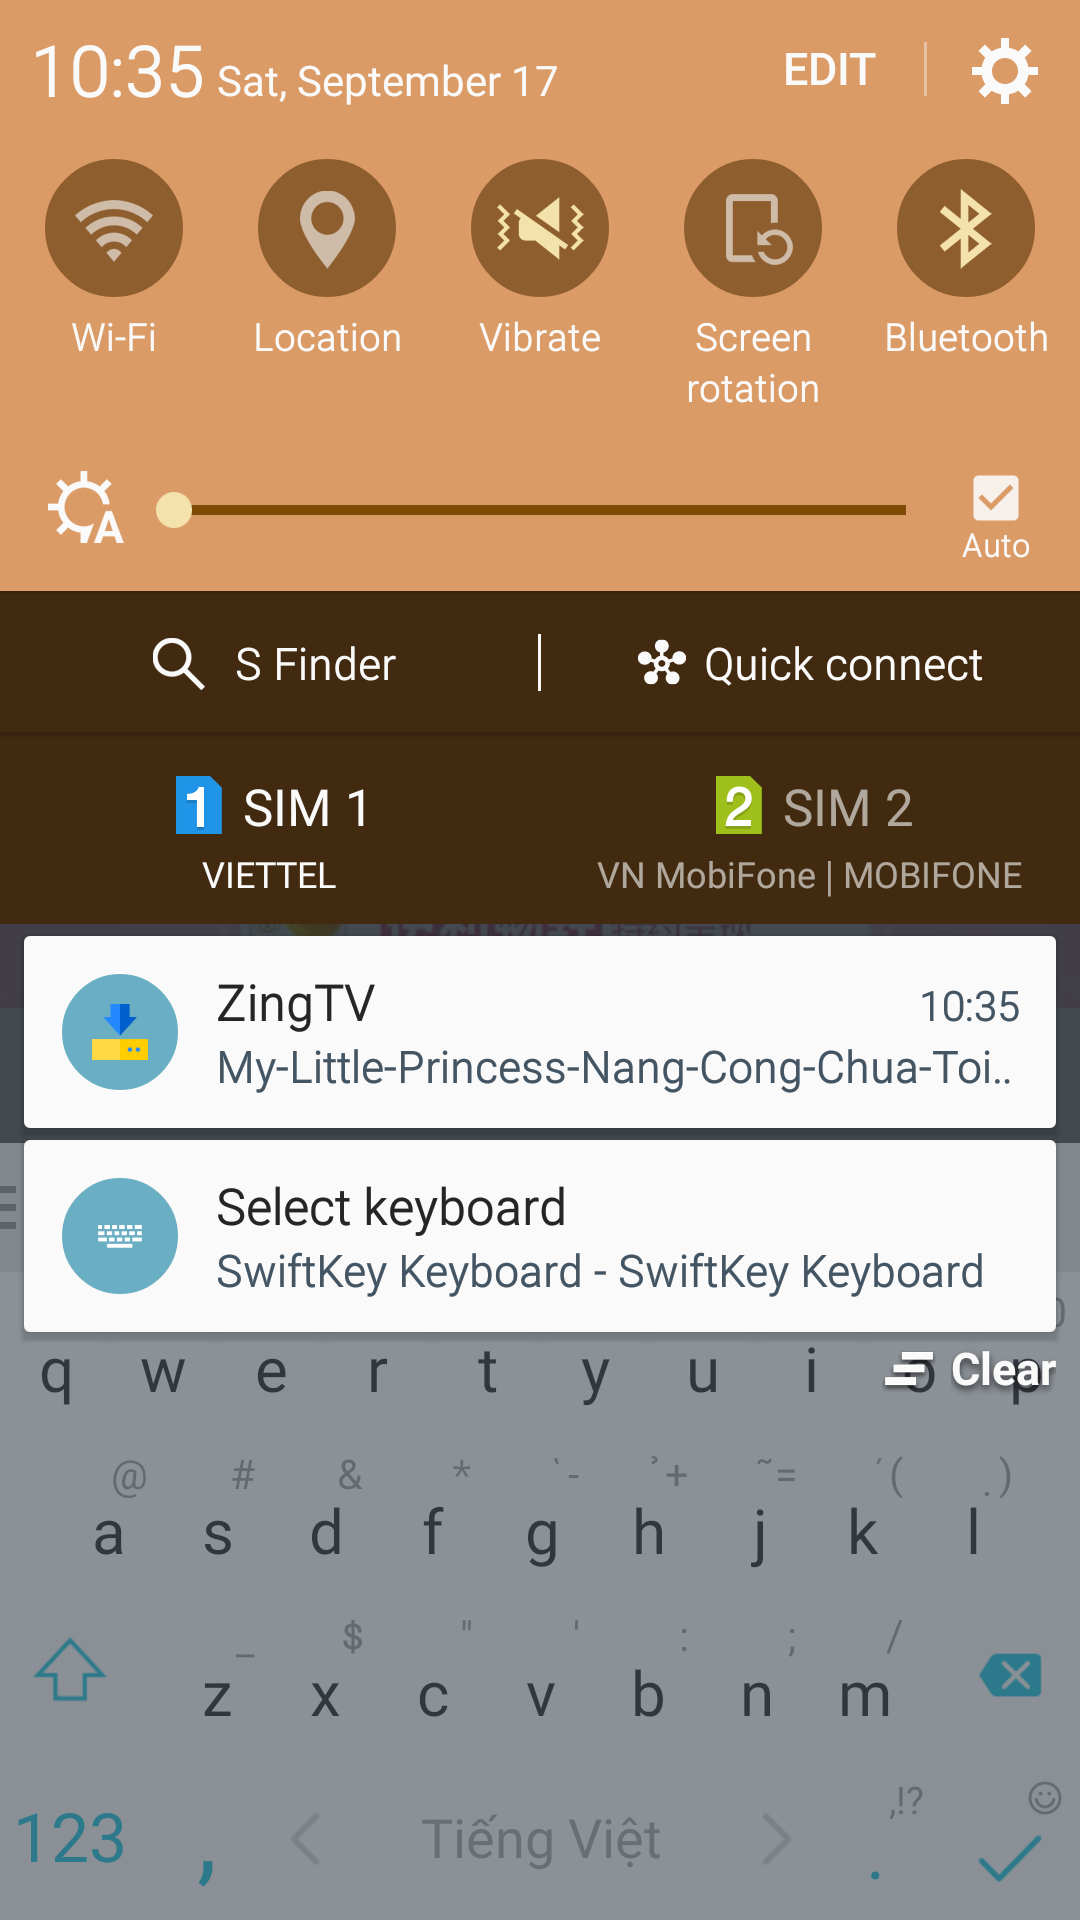 10:35 Sat, September 17 EDIT
Wi-Fi Location Vibrate Screen rotation Bluetooth
A
Auto
S Finder Quick connect
1 SIM 1 2 SIM 2
VIETTEL VN MobiFone | MOBIFONE
ZingTV 10:35
My-Little-Princess-Nang-Cong-Chua-Toi..
Select keyboard
SwiftKey Keyboard - SwiftKey Keyboard
q w e r t y u i o p
Clear
@ # & * ` - ̉ + ~ = ´ ( . )
a s d f g h j k l
_ $ " ' : ; /
z x c v b n m
,!?
123 , < Tiếng Việt > .